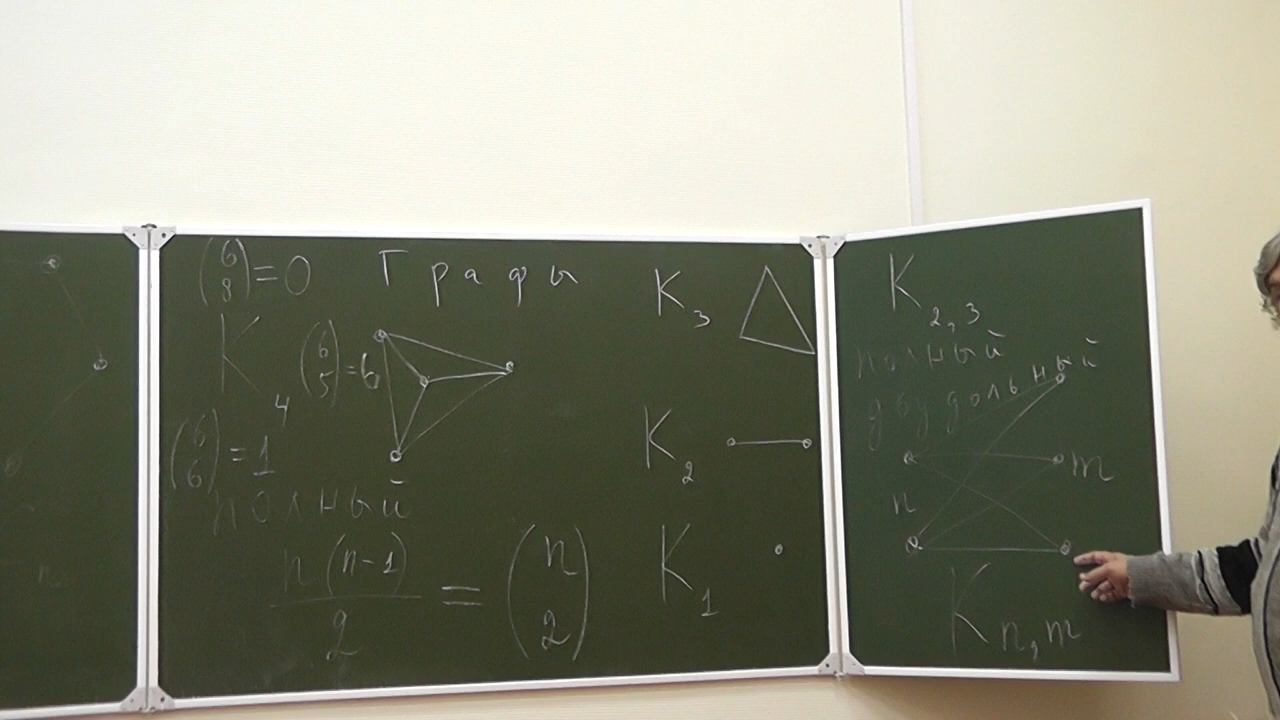 (6 8) = 0
Графы
K₄
(6 5) = 6
(6 6) = 1
полный
n(n-1)/2 = (n 2)
K₃
K₂
K₁
K₂,₃
полный
двудольный
m
n
Kn,m
n